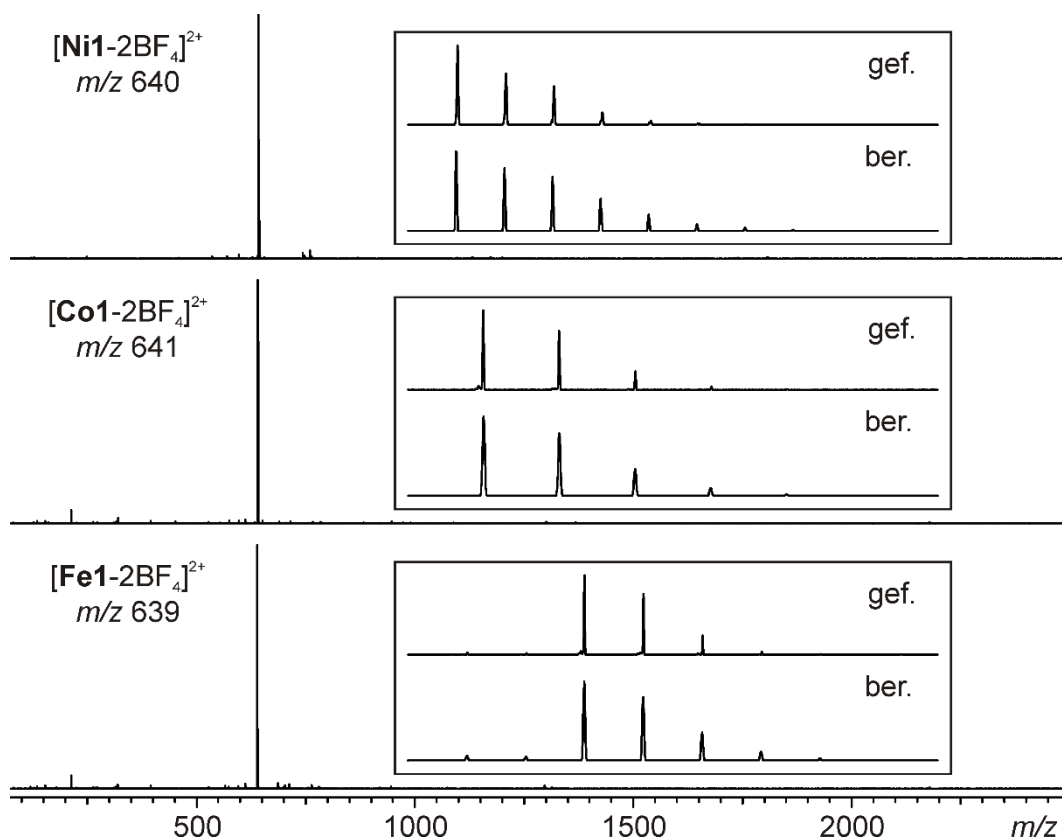 [Ni1-2BF₄]²⁺
m/z 640
gef.
ber.
[Co1-2BF₄]²⁺
m/z 641
gef.
ber.
[Fe1-2BF₄]²⁺
m/z 639
gef.
ber.
500 1000 1500 2000 m/z